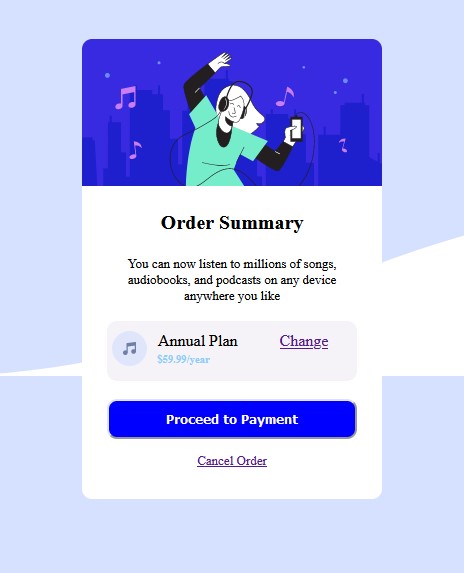 Order Summary
You can now listen to millions of songs,
audiobooks, and podcasts on any device
anywhere you like
Annual Plan
Change
$59.99/year
Proceed to Payment
Cancel Order